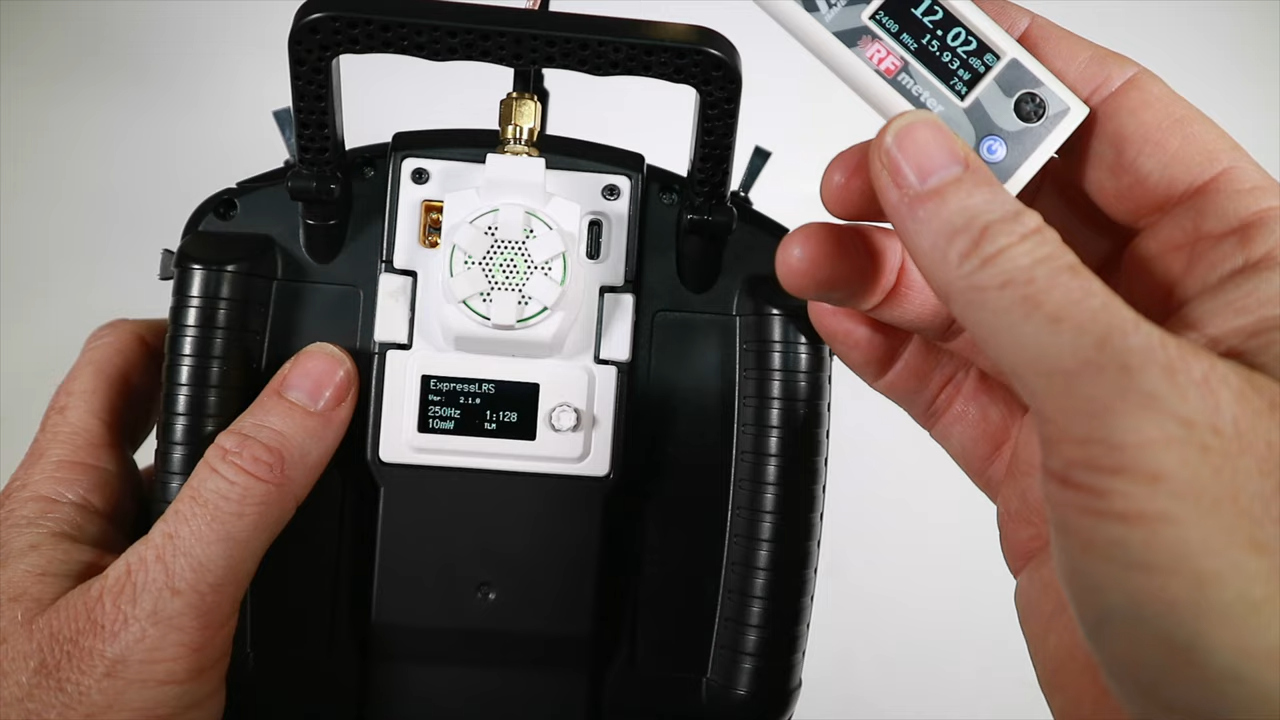 12.02 dBm
2400 MHz 15.93 mW
79%
RF
meter
ExpressLRS
Ver: 2.1.0
250Hz 1:128
10mW TLM